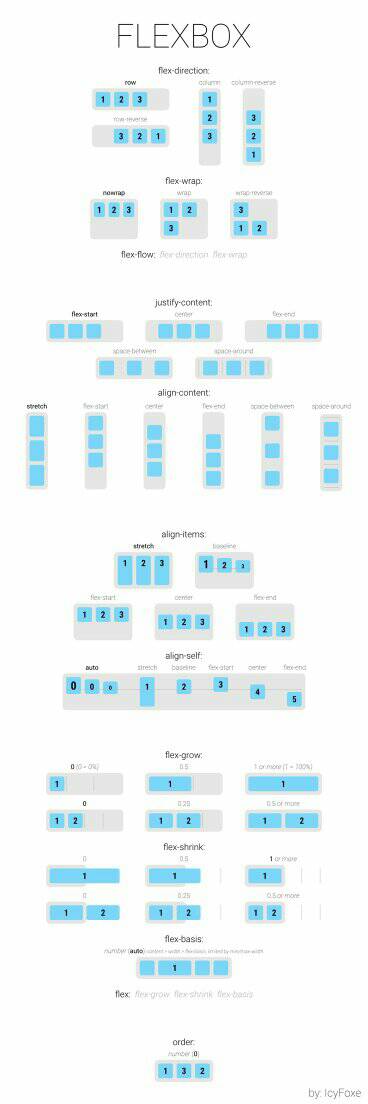 FLEXBOX
flex-direction:
row column column-reverse
1 2 3
row-reverse
3 2 1
1
2
3
3
2
1
flex-wrap:
nowrap wrap wrap-reverse
1 2 3
1 2
3
3
1 2
flex-flow: flex-direction flex-wrap
justify-content:
flex-start center flex-end
space-between space-around
align-content:
stretch flex-start center flex-end space-between space-around
align-items:
stretch baseline
1 2 3 1 2 3
flex-start center flex-end
1 2 3 1 2 3 1 2 3
align-self:
auto stretch baseline flex-start center flex-end
0 0 0 1 2 3 4 5
flex-grow:
0 (0 = 0%) 0.5 1 or more (1 = 100%)
1 1 1
0 0.25 0.5 or more
1 2 1 2 1 2
flex-shrink:
0 0.5 1 or more
1 1 1
0 0.25 0.5 or more
1 2 1 2 1 2
flex-basis:
number (auto) content < width < flex-basis, limited by min/max-width
1
flex: flex-grow flex-shrink flex-basis
order:
number (0)
1 3 2
by: IcyFoxe